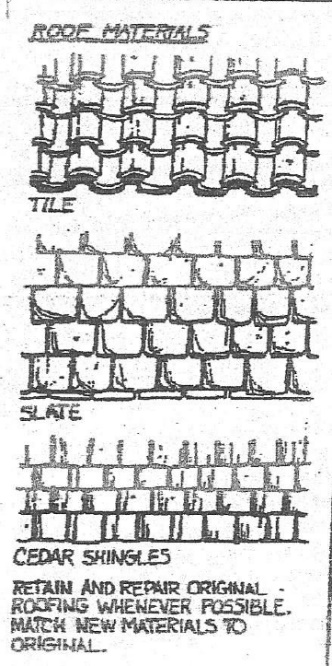 ROOF MATERIALS
TILE
SLATE
CEDAR SHINGLES
RETAIN AND REPAIR ORIGINAL
ROOFING WHENEVER POSSIBLE.
MATCH NEW MATERIALS TO
ORIGINAL.